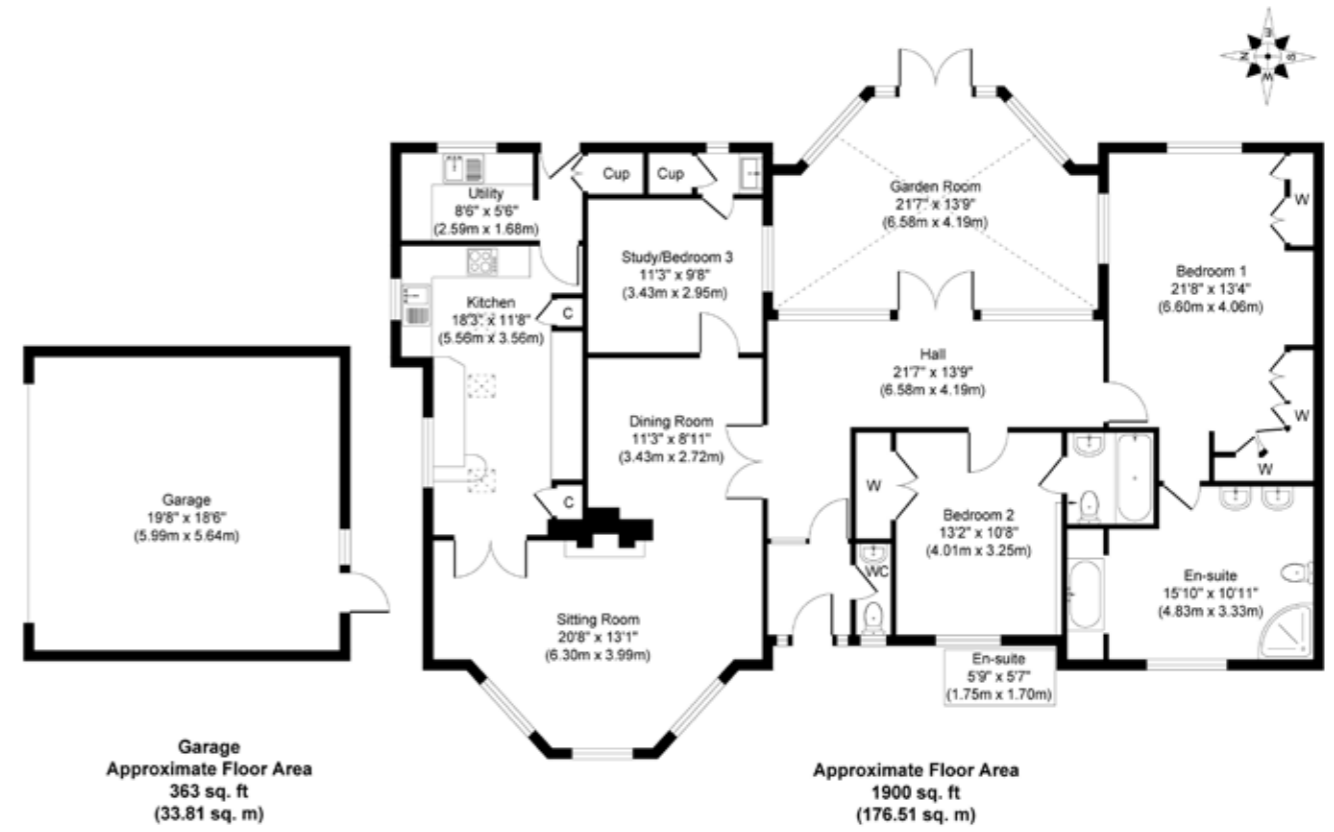 E
N
S
W
Cup
Cup
Utility
8'6" x 5'6"
(2.59m x 1.68m)
Garden Room
21'7" x 13'9"
(6.58m x 4.19m)
W
Study/Bedroom 3
11'3" x 9'8"
(3.43m x 2.95m)
Bedroom 1
21'8" x 13'4"
(6.60m x 4.06m)
Kitchen
18'3" x 11'8"
(5.56m x 3.56m)
C
Hall
21'7" x 13'9"
(6.58m x 4.19m)
Dining Room
11'3" x 8'11"
(3.43m x 2.72m)
W
W
W
C
Garage
19'8" x 18'6"
(5.99m x 5.64m)
Bedroom 2
13'2" x 10'8"
(4.01m x 3.25m)
WC
En-suite
15'10" x 10'11"
(4.83m x 3.33m)
Sitting Room
20'8" x 13'1"
(6.30m x 3.99m)
En-suite
5'9" x 5'7"
(1.75m x 1.70m)
Garage
Approximate Floor Area
363 sq. ft
(33.81 sq. m)
Approximate Floor Area
1900 sq. ft
(176.51 sq. m)